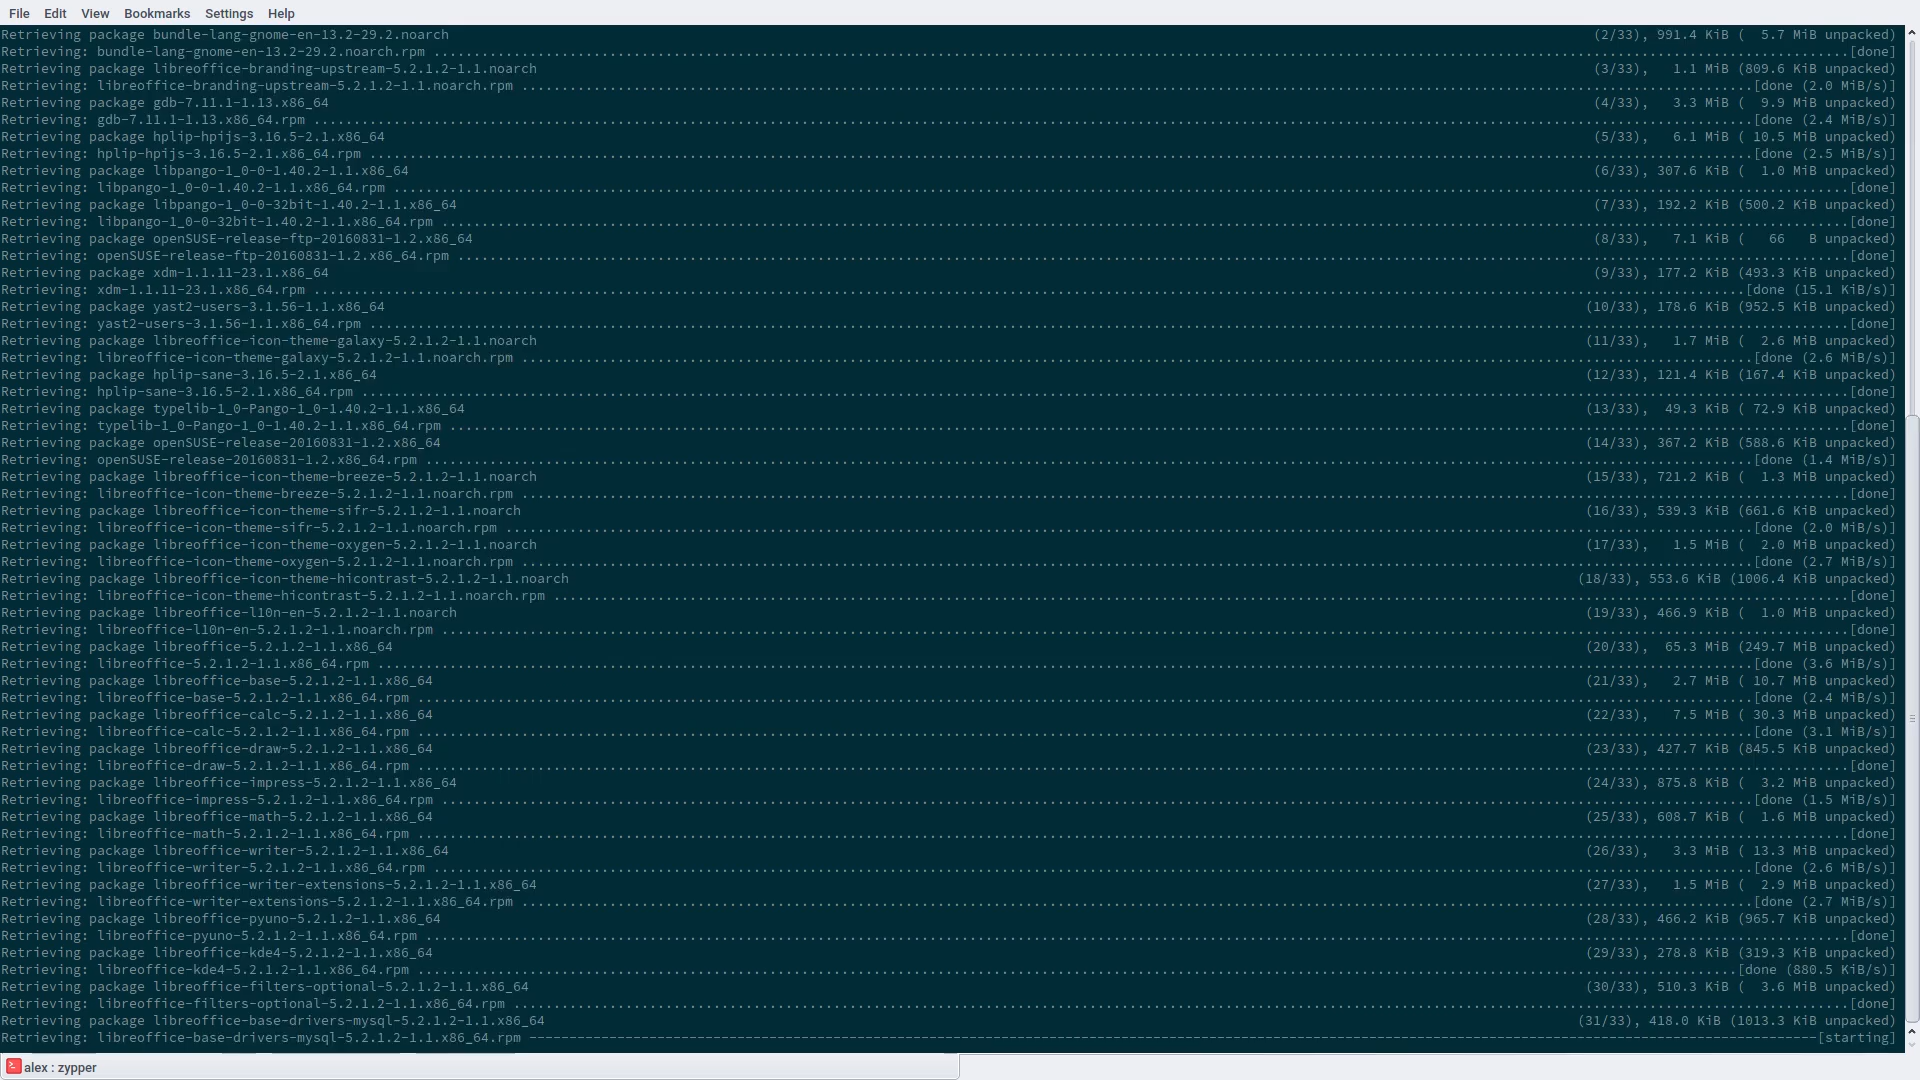 File Edit View Bookmarks Settings Help
Retrieving package bundle-lang-gnome-en-13.2-29.2.noarch (2/33), 991.4 KiB (  5.7 MiB unpacked)
Retrieving: bundle-lang-gnome-en-13.2-29.2.noarch.rpm ....................[done]
Retrieving package libreoffice-branding-upstream-5.2.1.2-1.1.noarch (3/33),   1.1 MiB (809.6 KiB unpacked)
Retrieving: libreoffice-branding-upstream-5.2.1.2-1.1.noarch.rpm ....................[done (2.0 MiB/s)]
Retrieving package gdb-7.11.1-1.13.x86_64 (4/33),   3.3 MiB (  9.9 MiB unpacked)
Retrieving: gdb-7.11.1-1.13.x86_64.rpm ....................[done (2.4 MiB/s)]
Retrieving package hplip-hpijs-3.16.5-2.1.x86_64 (5/33),   6.1 MiB ( 10.5 MiB unpacked)
Retrieving: hplip-hpijs-3.16.5-2.1.x86_64.rpm ....................[done (2.5 MiB/s)]
Retrieving package libpango-1_0-0-1.40.2-1.1.x86_64 (6/33), 307.6 KiB (  1.0 MiB unpacked)
Retrieving: libpango-1_0-0-1.40.2-1.1.x86_64.rpm ....................[done]
Retrieving package libpango-1_0-0-32bit-1.40.2-1.1.x86_64 (7/33), 192.2 KiB (500.2 KiB unpacked)
Retrieving: libpango-1_0-0-32bit-1.40.2-1.1.x86_64.rpm ....................[done]
Retrieving package openSUSE-release-ftp-20160831-1.2.x86_64 (8/33),   7.1 KiB (   66   B unpacked)
Retrieving: openSUSE-release-ftp-20160831-1.2.x86_64.rpm ....................[done]
Retrieving package xdm-1.1.11-23.1.x86_64 (9/33), 177.2 KiB (493.3 KiB unpacked)
Retrieving: xdm-1.1.11-23.1.x86_64.rpm ....................[done (15.1 KiB/s)]
Retrieving package yast2-users-3.1.56-1.1.x86_64 (10/33), 178.6 KiB (952.5 KiB unpacked)
Retrieving: yast2-users-3.1.56-1.1.x86_64.rpm ....................[done]
Retrieving package libreoffice-icon-theme-galaxy-5.2.1.2-1.1.noarch (11/33),   1.7 MiB (  2.6 MiB unpacked)
Retrieving: libreoffice-icon-theme-galaxy-5.2.1.2-1.1.noarch.rpm ....................[done (2.6 MiB/s)]
Retrieving package hplip-sane-3.16.5-2.1.x86_64 (12/33), 121.4 KiB (167.4 KiB unpacked)
Retrieving: hplip-sane-3.16.5-2.1.x86_64.rpm ....................[done]
Retrieving package typelib-1_0-Pango-1_0-1.40.2-1.1.x86_64 (13/33),  49.3 KiB ( 72.9 KiB unpacked)
Retrieving: typelib-1_0-Pango-1_0-1.40.2-1.1.x86_64.rpm ....................[done]
Retrieving package openSUSE-release-20160831-1.2.x86_64 (14/33), 367.2 KiB (588.6 KiB unpacked)
Retrieving: openSUSE-release-20160831-1.2.x86_64.rpm ....................[done (1.4 MiB/s)]
Retrieving package libreoffice-icon-theme-breeze-5.2.1.2-1.1.noarch (15/33), 721.2 KiB (  1.3 MiB unpacked)
Retrieving: libreoffice-icon-theme-breeze-5.2.1.2-1.1.noarch.rpm ....................[done]
Retrieving package libreoffice-icon-theme-sifr-5.2.1.2-1.1.noarch (16/33), 539.3 KiB (661.6 KiB unpacked)
Retrieving: libreoffice-icon-theme-sifr-5.2.1.2-1.1.noarch.rpm ....................[done (2.0 MiB/s)]
Retrieving package libreoffice-icon-theme-oxygen-5.2.1.2-1.1.noarch (17/33),   1.5 MiB (  2.0 MiB unpacked)
Retrieving: libreoffice-icon-theme-oxygen-5.2.1.2-1.1.noarch.rpm ....................[done (2.7 MiB/s)]
Retrieving package libreoffice-icon-theme-hicontrast-5.2.1.2-1.1.noarch (18/33), 553.6 KiB (1006.4 KiB unpacked)
Retrieving: libreoffice-icon-theme-hicontrast-5.2.1.2-1.1.noarch.rpm ....................[done]
Retrieving package libreoffice-l10n-en-5.2.1.2-1.1.noarch (19/33), 466.9 KiB (  1.0 MiB unpacked)
Retrieving: libreoffice-l10n-en-5.2.1.2-1.1.noarch.rpm ....................[done]
Retrieving package libreoffice-5.2.1.2-1.1.x86_64 (20/33),  65.3 MiB (249.7 MiB unpacked)
Retrieving: libreoffice-5.2.1.2-1.1.x86_64.rpm ....................[done (3.6 MiB/s)]
Retrieving package libreoffice-base-5.2.1.2-1.1.x86_64 (21/33),   2.7 MiB ( 10.7 MiB unpacked)
Retrieving: libreoffice-base-5.2.1.2-1.1.x86_64.rpm ....................[done (2.4 MiB/s)]
Retrieving package libreoffice-calc-5.2.1.2-1.1.x86_64 (22/33),   7.5 MiB ( 30.3 MiB unpacked)
Retrieving: libreoffice-calc-5.2.1.2-1.1.x86_64.rpm ....................[done (3.1 MiB/s)]
Retrieving package libreoffice-draw-5.2.1.2-1.1.x86_64 (23/33), 427.7 KiB (845.5 KiB unpacked)
Retrieving: libreoffice-draw-5.2.1.2-1.1.x86_64.rpm ....................[done]
Retrieving package libreoffice-impress-5.2.1.2-1.1.x86_64 (24/33), 875.8 KiB (  3.2 MiB unpacked)
Retrieving: libreoffice-impress-5.2.1.2-1.1.x86_64.rpm ....................[done (1.5 MiB/s)]
Retrieving package libreoffice-math-5.2.1.2-1.1.x86_64 (25/33), 608.7 KiB (  1.6 MiB unpacked)
Retrieving: libreoffice-math-5.2.1.2-1.1.x86_64.rpm ....................[done]
Retrieving package libreoffice-writer-5.2.1.2-1.1.x86_64 (26/33),   3.3 MiB ( 13.3 MiB unpacked)
Retrieving: libreoffice-writer-5.2.1.2-1.1.x86_64.rpm ....................[done (2.6 MiB/s)]
Retrieving package libreoffice-writer-extensions-5.2.1.2-1.1.x86_64 (27/33),   1.5 MiB (  2.9 MiB unpacked)
Retrieving: libreoffice-writer-extensions-5.2.1.2-1.1.x86_64.rpm ....................[done (2.7 MiB/s)]
Retrieving package libreoffice-pyuno-5.2.1.2-1.1.x86_64 (28/33), 466.2 KiB (965.7 KiB unpacked)
Retrieving: libreoffice-pyuno-5.2.1.2-1.1.x86_64.rpm ....................[done]
Retrieving package libreoffice-kde4-5.2.1.2-1.1.x86_64 (29/33), 278.8 KiB (319.3 KiB unpacked)
Retrieving: libreoffice-kde4-5.2.1.2-1.1.x86_64.rpm ....................[done (880.5 KiB/s)]
Retrieving package libreoffice-filters-optional-5.2.1.2-1.1.x86_64 (30/33), 510.3 KiB (  3.6 MiB unpacked)
Retrieving: libreoffice-filters-optional-5.2.1.2-1.1.x86_64.rpm ....................[done]
Retrieving package libreoffice-base-drivers-mysql-5.2.1.2-1.1.x86_64 (31/33), 418.0 KiB (1013.3 KiB unpacked)
Retrieving: libreoffice-base-drivers-mysql-5.2.1.2-1.1.x86_64.rpm --------------------[starting]
alex : zypper